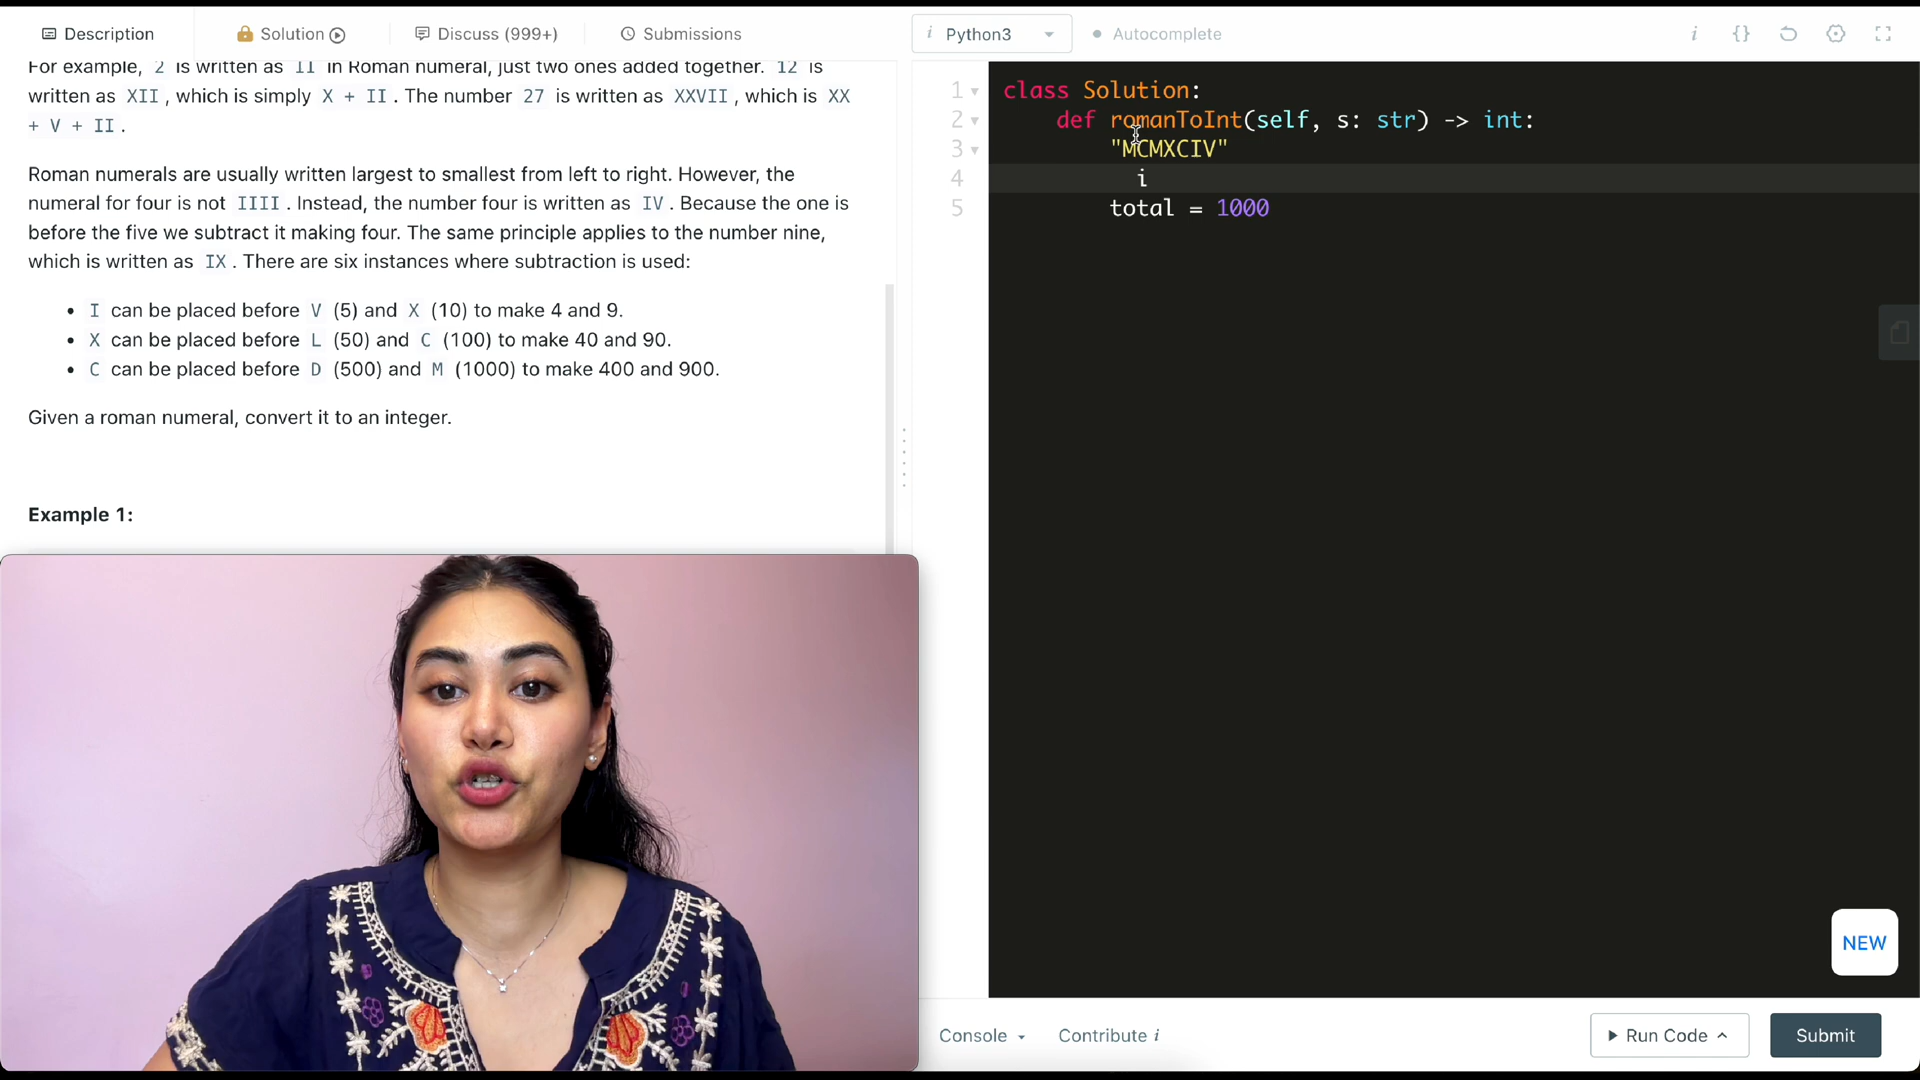 Description
Solution
Discuss (999+)
Submissions
i Python3
Autocomplete
i {}
For example, 2 is written as II in Roman numeral, just two ones added together. 12 is
written as XII, which is simply X + II. The number 27 is written as XXVII, which is XX
+ V + II.
Roman numerals are usually written largest to smallest from left to right. However, the
numeral for four is not IIII. Instead, the number four is written as IV. Because the one is
before the five we subtract it making four. The same principle applies to the number nine,
which is written as IX. There are six instances where subtraction is used:
• I can be placed before V (5) and X (10) to make 4 and 9.
• X can be placed before L (50) and C (100) to make 40 and 90.
• C can be placed before D (500) and M (1000) to make 400 and 900.
Given a roman numeral, convert it to an integer.
Example 1:
1 class Solution:
2 def romanToInt(self, s: str) -> int:
3 "MCMXCIV"
4 i
5 total = 1000
NEW
Console
Contribute i
Run Code
Submit